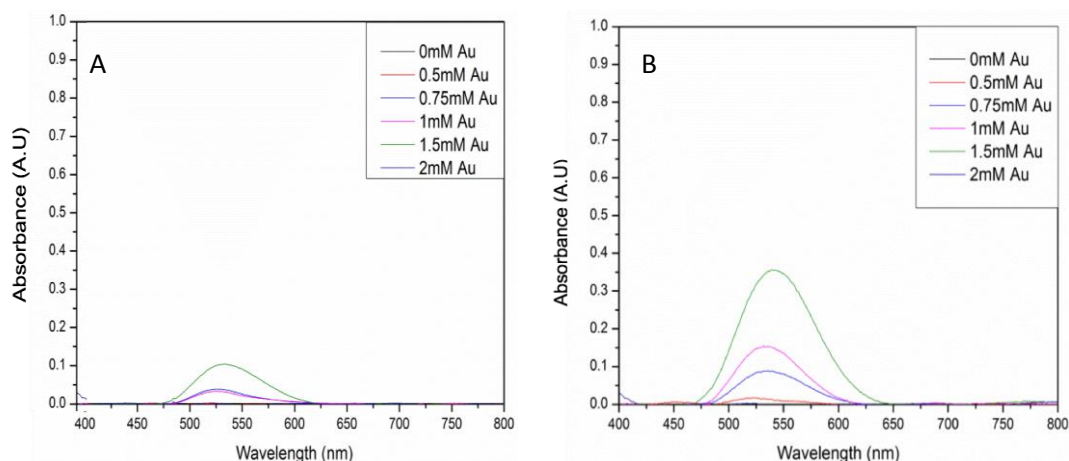 A
0mM Au
0.5mM Au
0.75mM Au
1mM Au
1.5mM Au
2mM Au
Absorbance (A.U)
1.0
0.9
0.8
0.7
0.6
0.5
0.4
0.3
0.2
0.1
0.0
400 450 500 550 600 650 700 750 800
Wavelength (nm)
B
0mM Au
0.5mM Au
0.75mM Au
1mM Au
1.5mM Au
2mM Au
Absorbance (A.U)
1.0
0.9
0.8
0.7
0.6
0.5
0.4
0.3
0.2
0.1
0.0
400 450 500 550 600 650 700 750 800
Wavelength (nm)